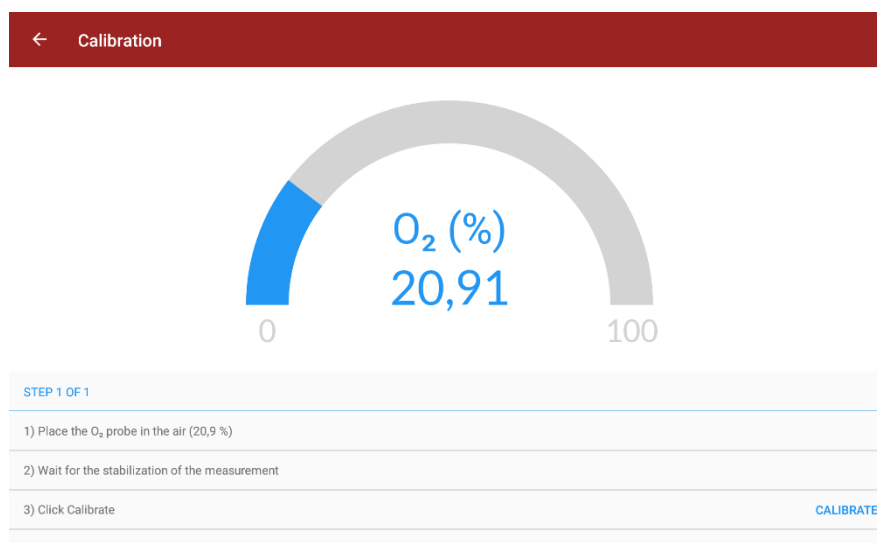 Calibration
O₂ (%)
20,91
0 100
STEP 1 OF 1
1) Place the O₂ probe in the air (20,9 %)
2) Wait for the stabilization of the measurement
3) Click Calibrate CALIBRATE